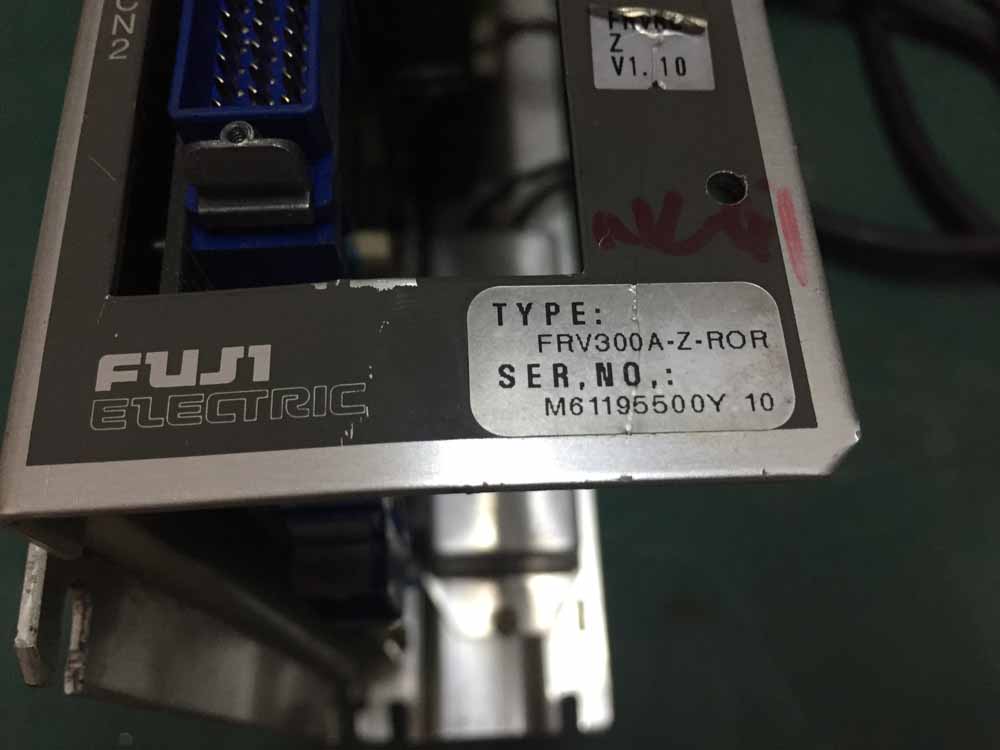 CN2
Z
V1.10
TYPE:
FRV300A-Z-ROR
SER,NO,:
M61195500Y 10
FUJI
ELECTRIC